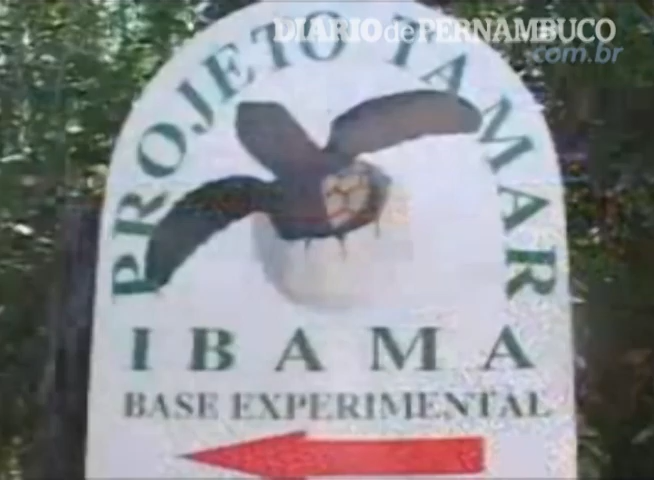 DIARIO de PERNAMBUCO
.com.br
PROJETO TAMAR
IBAMA
BASE EXPERIMENTAL